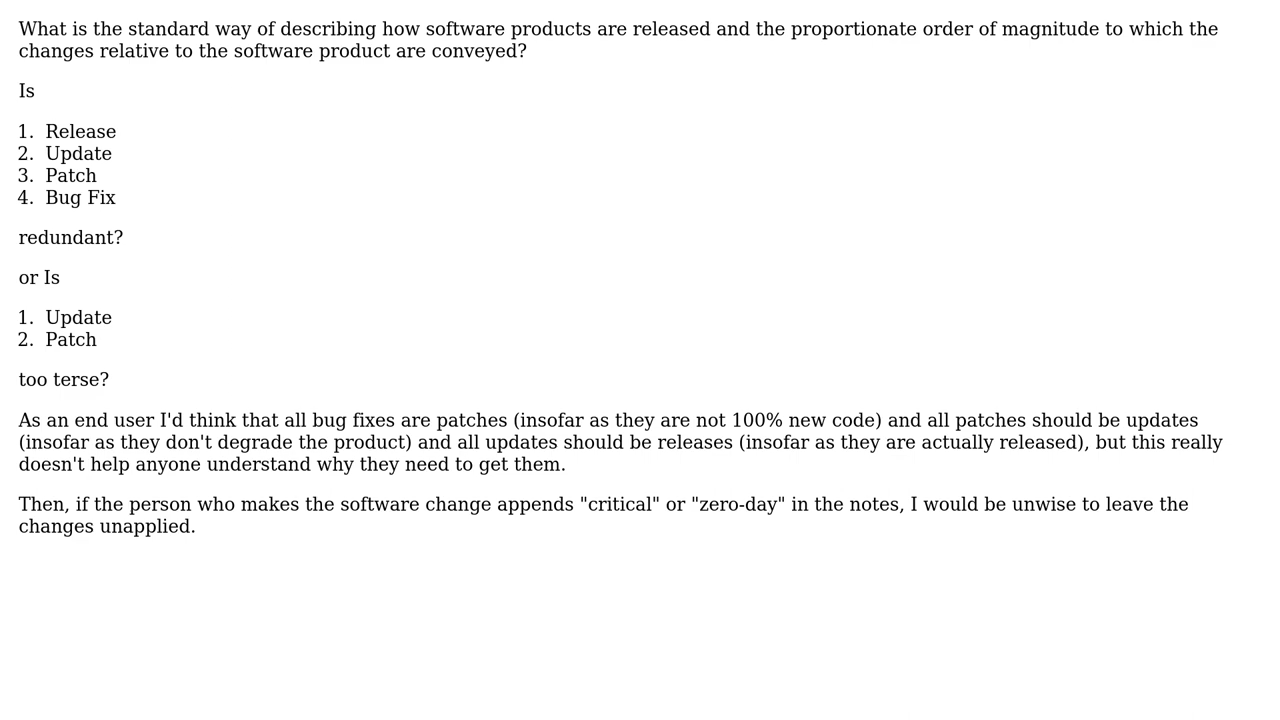 What is the standard way of describing how software products are released and the proportionate order of magnitude to which the
changes relative to the software product are conveyed?
Is
1. Release
2. Update
3. Patch
4. Bug Fix
redundant?
or Is
1. Update
2. Patch
too terse?
As an end user I'd think that all bug fixes are patches (insofar as they are not 100% new code) and all patches should be updates
(insofar as they don't degrade the product) and all updates should be releases (insofar as they are actually released), but this really
doesn't help anyone understand why they need to get them.
Then, if the person who makes the software change appends "critical" or "zero-day" in the notes, I would be unwise to leave the
changes unapplied.